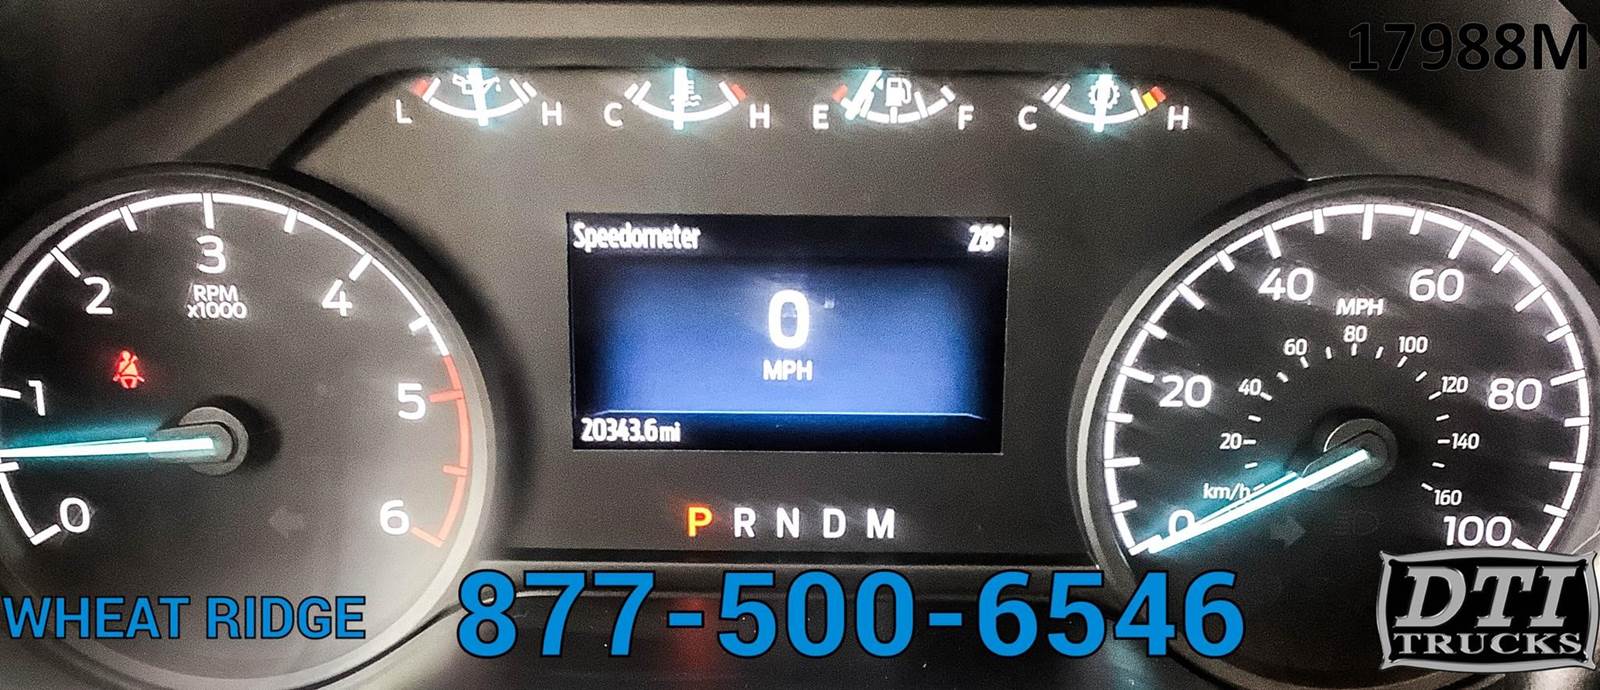 17988M
L H C H E F C H
Speedometer 28°
0
MPH
20343.6 mi
P R N D M
0 1 2 3 4 5 6
RPM
x1000
0 20 40 60 80 100
MPH
km/h 20 40 60 80 100 120 140 160
WHEAT RIDGE
877-500-6546
DTI
TRUCKS